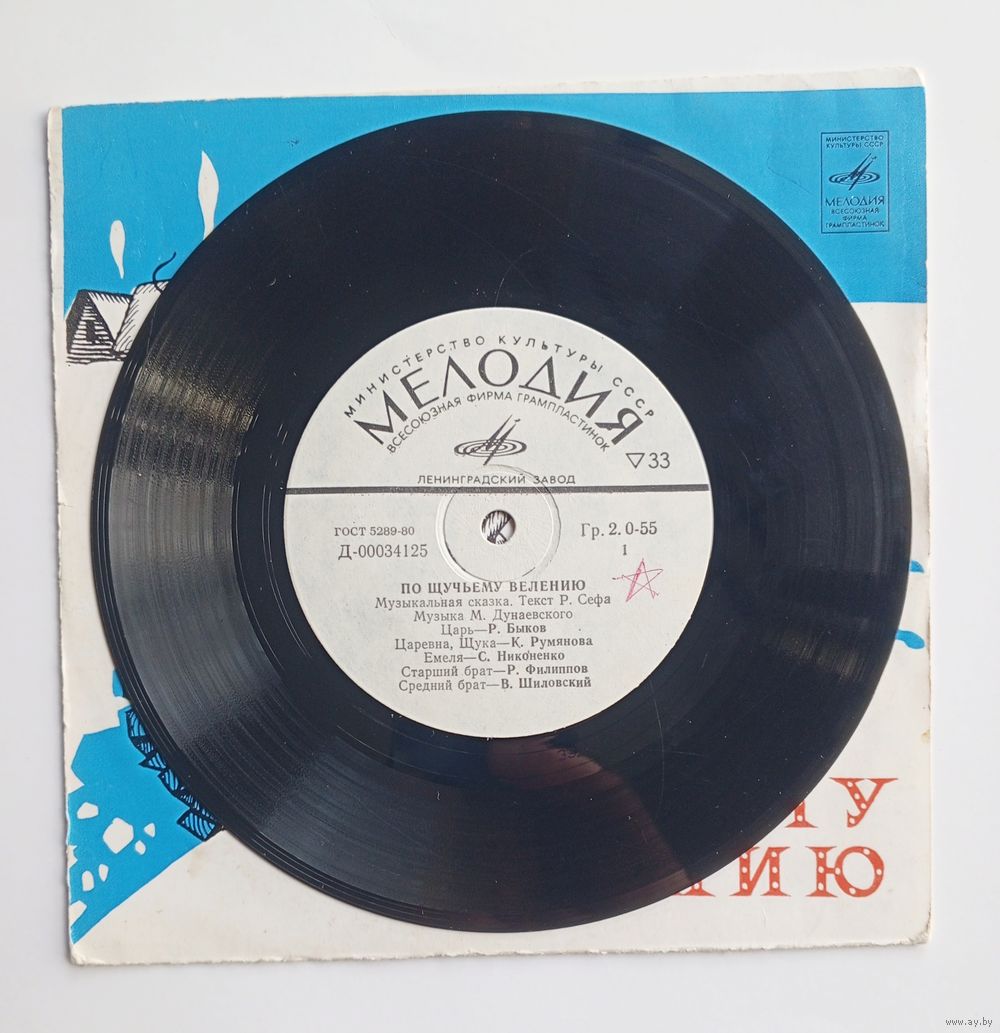 МИНИСТЕРСТВО
КУЛЬТУРЫ СССР
МЕЛОДИЯ
ВСЕСОЮЗНАЯ
ФИРМА
ГРАМПЛАСТИНОК
МИНИСТЕРСТВО КУЛЬТУРЫ СССР
МЕЛОДИЯ
ВСЕСОЮЗНАЯ ФИРМА ГРАМПЛАСТИНОК
▽33
ЛЕНИНГРАДСКИЙ ЗАВОД
ГОСТ 5289-80
Гр. 2. 0-55
Д-00034125
1
ПО ЩУЧЬЕМУ ВЕЛЕНИЮ
Музыкальная сказка. Текст Р. Сефа
Музыка М. Дунаевского
Царь—Р. Быков
Царевна, Щука—К. Румянова
Емеля—С. Никоненко
Старший брат—Р. Филиппов
Средний брат—В. Шиловский
МУ
НИЮ
www.ay.by